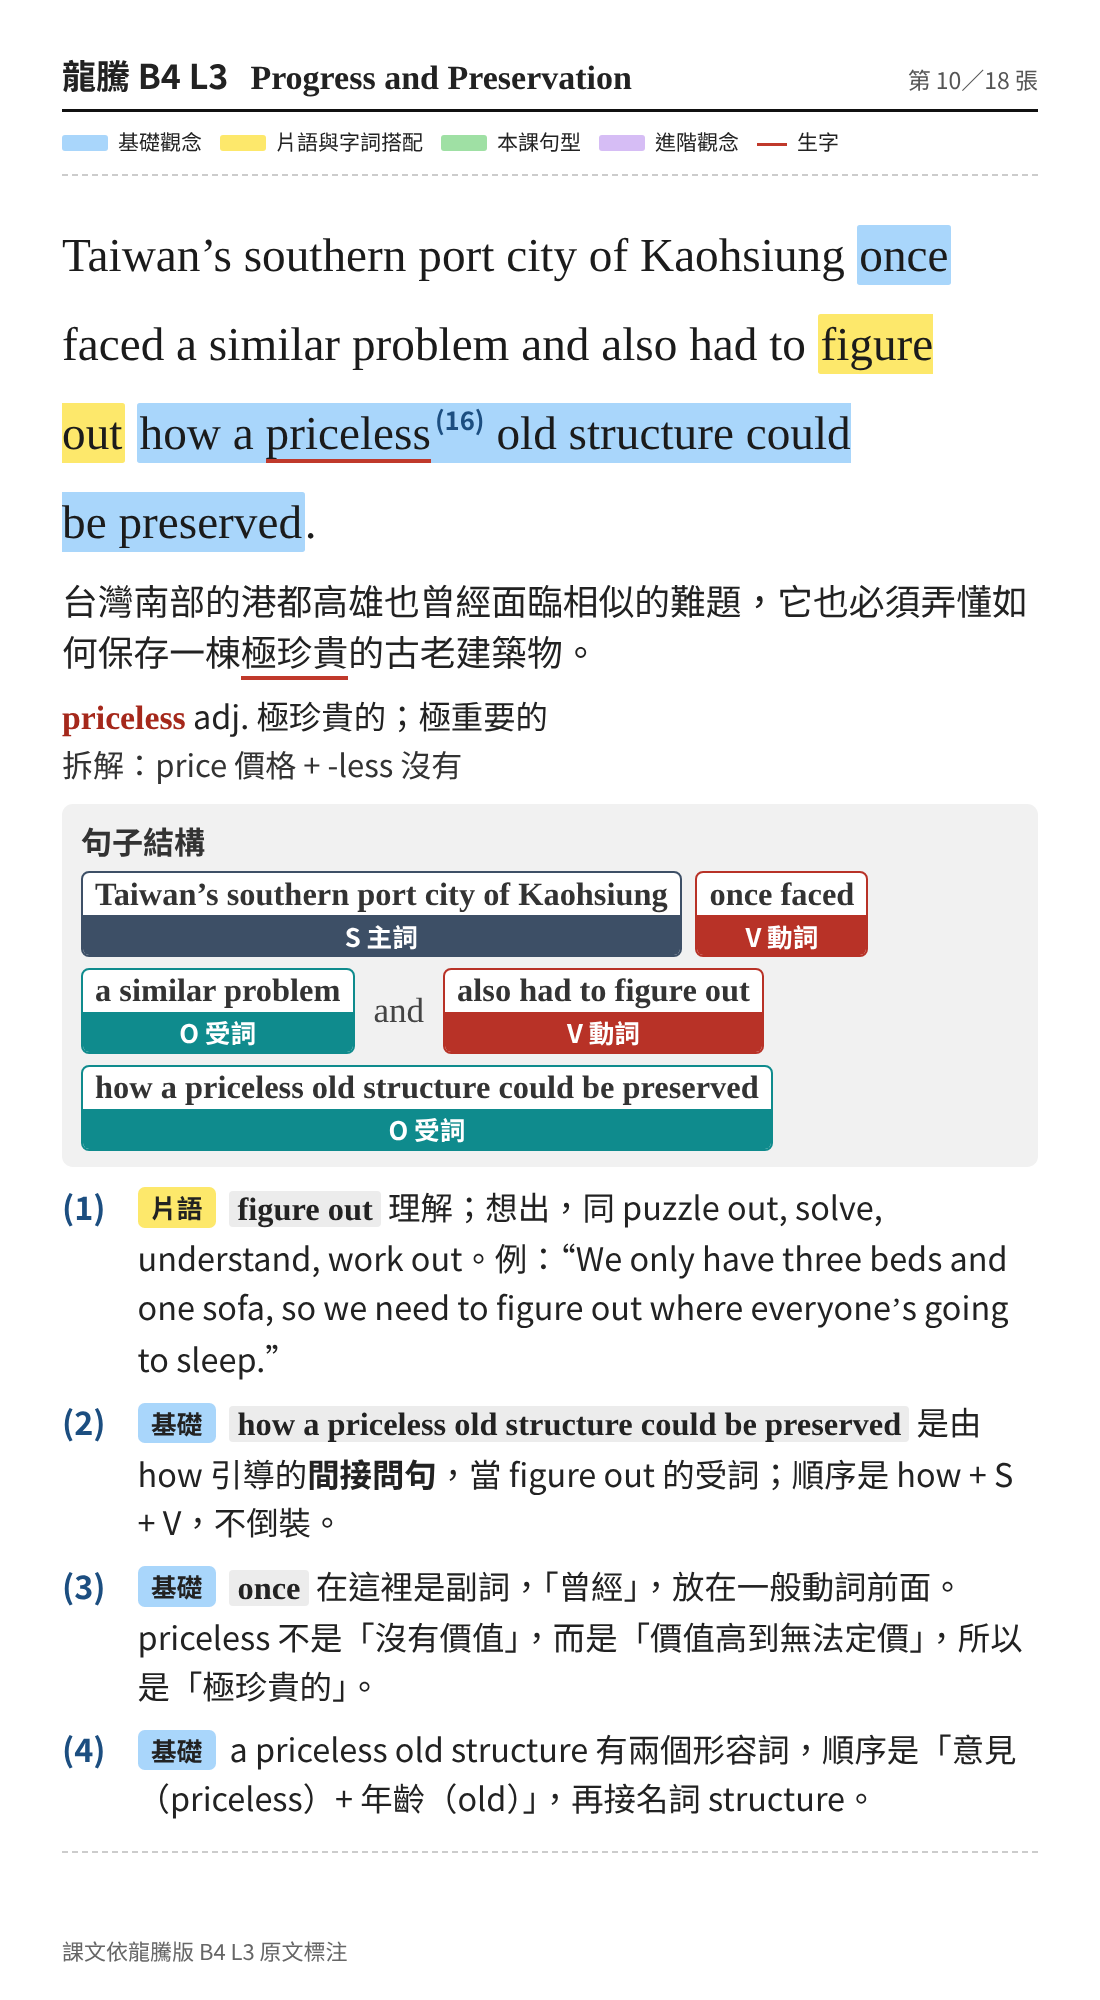 龍騰 B4 L3 Progress and Preservation 第 10／18 張
基礎觀念 片語與字詞搭配 本課句型 進階觀念 生字
Taiwan’s southern port city of Kaohsiung once
faced a similar problem and also had to figure
out how a priceless(16) old structure could
be preserved.
台灣南部的港都高雄也曾經面臨相似的難題，它也必須弄懂如
何保存一棟極珍貴的古老建築物。
priceless adj. 極珍貴的；極重要的
拆解：price 價格 + -less 沒有
句子結構
Taiwan’s southern port city of Kaohsiung once faced
S 主詞 V 動詞
a similar problem and also had to figure out
O 受詞 V 動詞
how a priceless old structure could be preserved
O 受詞
(1) 片語 figure out 理解；想出，同 puzzle out, solve,
understand, work out。例：“We only have three beds and
one sofa, so we need to figure out where everyone’s going
to sleep.”
(2) 基礎 how a priceless old structure could be preserved 是由
how 引導的間接問句，當 figure out 的受詞；順序是 how + S
+ V，不倒裝。
(3) 基礎 once 在這裡是副詞，「曾經」，放在一般動詞前面。
priceless 不是「沒有價值」，而是「價值高到無法定價」，所以
是「極珍貴的」。
(4) 基礎 a priceless old structure 有兩個形容詞，順序是「意見
（priceless）+ 年齡（old）」，再接名詞 structure。
課文依龍騰版 B4 L3 原文標注